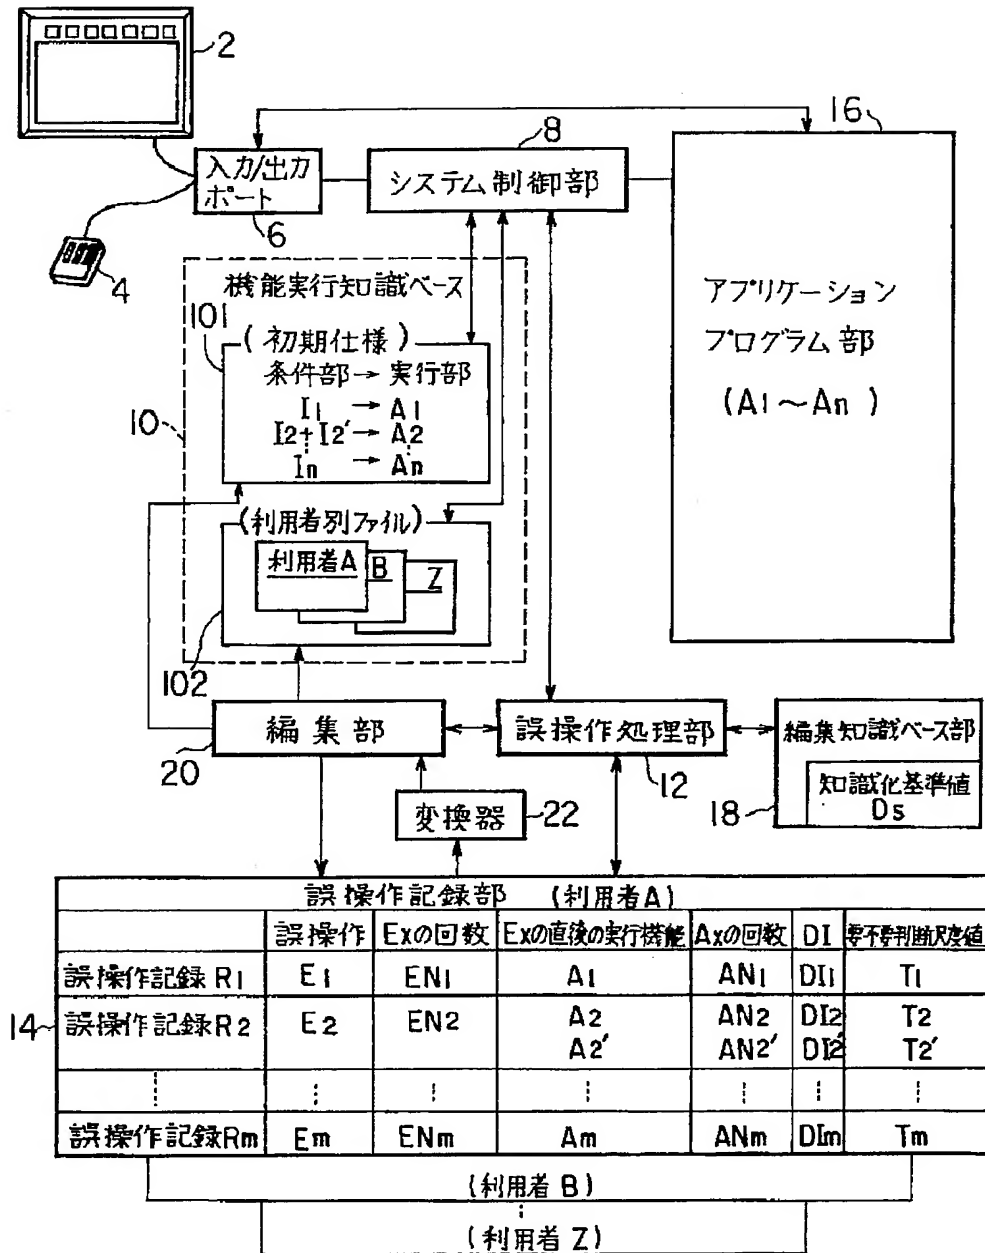 2
16
8
入力/出力
ポート
6
システム制御部
4
機能実行知識ベース
101
(初期仕様)
条件部→実行部
I1 → A1
I2+I2' → A2
In → An
10
アプリケーション
プログラム部
(A1〜An)
(利用者別ファイル)
利用者A
B
Z
102
編集部
20
誤操作処理部
12
編集知識ベース部
知識化基準値
Ds
18
変換器
22
誤操作記録部 (利用者A)
誤操作 Exの回数 Exの直後の実行機能 Axの回数 DI 要不要判断尺度値
誤操作記録R1 E1 EN1 A1 AN1 DI1 T1
14
誤操作記録R2 E2 EN2 A2 AN2 DI2 T2
A2' AN2' DI2' T2'
誤操作記録Rm Em ENm Am ANm DIm Tm
(利用者B)
(利用者Z)